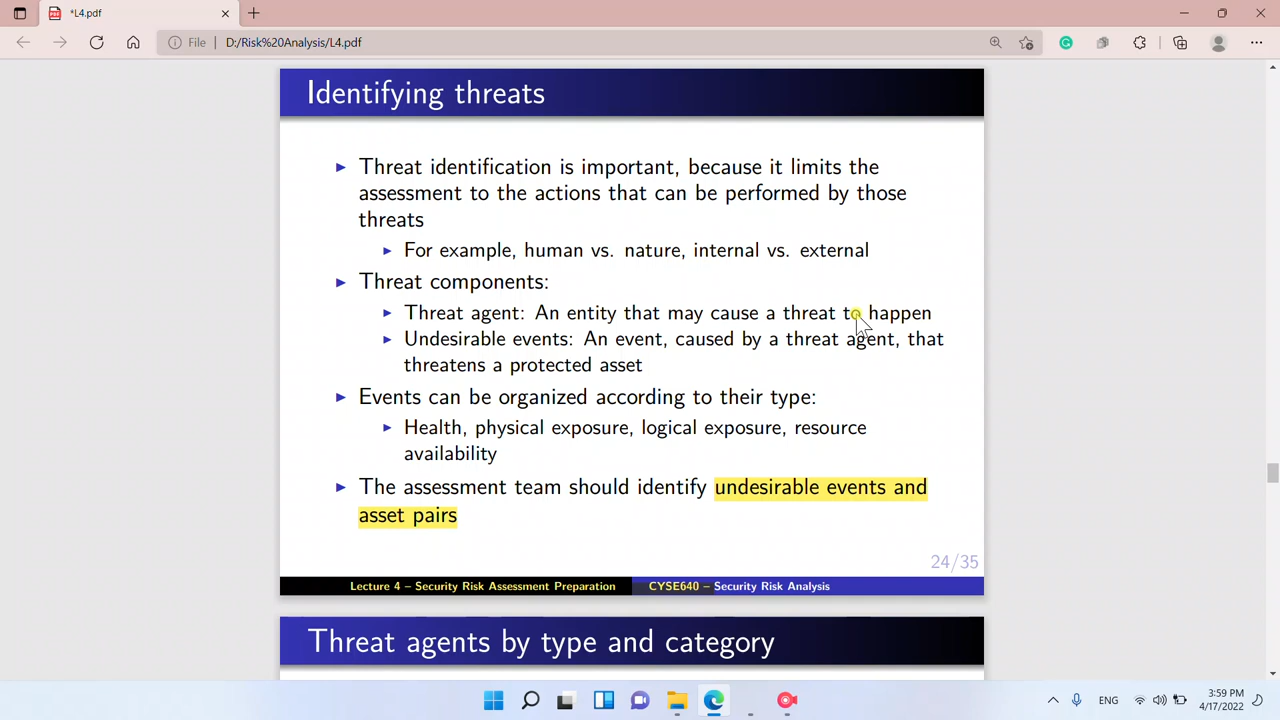 *L4.pdf
File
D:/Risk%20Analysis/L4.pdf
Identifying threats
Threat identification is important, because it limits the
assessment to the actions that can be performed by those
threats
For example, human vs. nature, internal vs. external
Threat components:
Threat agent: An entity that may cause a threat to happen
Undesirable events: An event, caused by a threat agent, that
threatens a protected asset
Events can be organized according to their type:
Health, physical exposure, logical exposure, resource
availability
The assessment team should identify undesirable events and
asset pairs
24/35
Lecture 4 – Security Risk Assessment Preparation CYSE640 – Security Risk Analysis
Threat agents by type and category
ENG
3:59 PM
4/17/2022